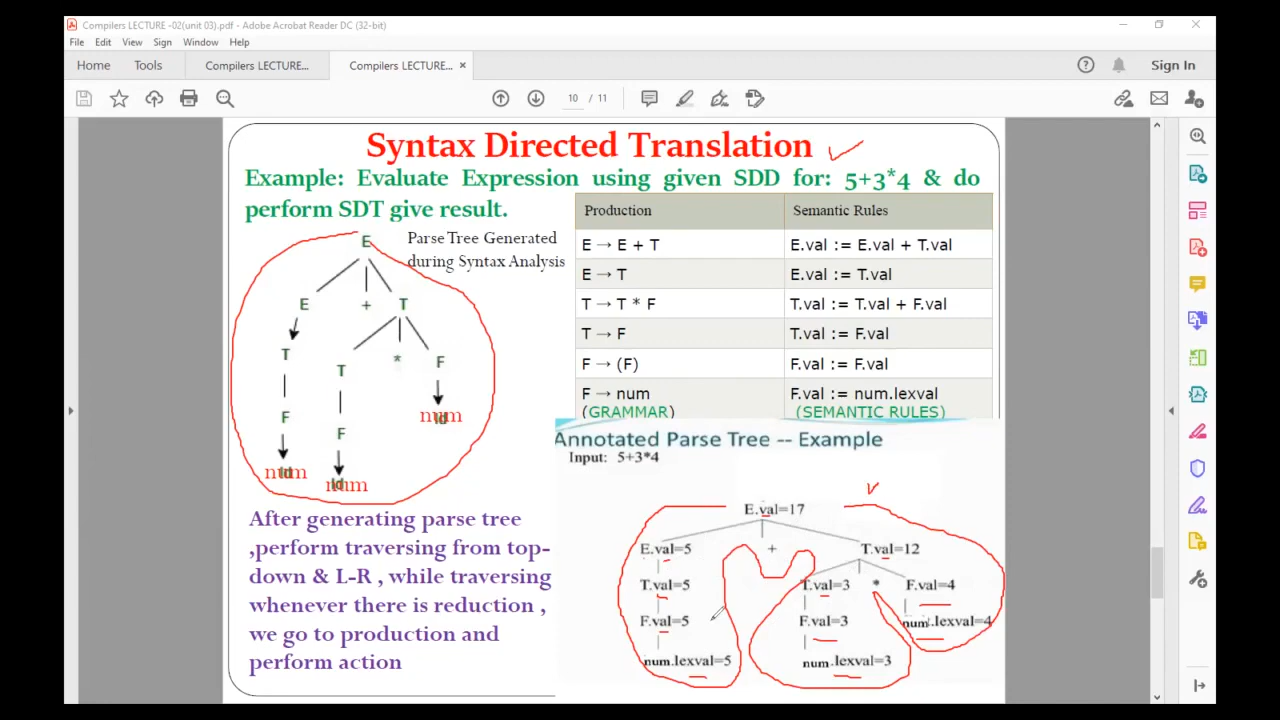 Compilers LECTURE -02(unit 03).pdf - Adobe Acrobat Reader DC (32-bit)
File Edit View Sign Window Help
Home Tools Compilers LECTURE... Compilers LECTURE... ×
Sign In
10 / 11
Syntax Directed Translation
Example: Evaluate Expression using given SDD for: 5+3*4 & do
perform SDT give result.
Parse Tree Generated
during Syntax Analysis
E
E + T
T T * F
F F num
num num
Production Semantic Rules
E → E + T E.val := E.val + T.val
E → T E.val := T.val
T → T * F T.val := T.val + F.val
T → F T.val := F.val
F → (F) F.val := F.val
F → num F.val := num.lexval
(GRAMMAR) (SEMANTIC RULES)
After generating parse tree
,perform traversing from top-
down & L-R , while traversing
whenever there is reduction ,
we go to production and
perform action
Annotated Parse Tree -- Example
Input: 5+3*4
E.val=17
E.val=5 + T.val=12
T.val=5 T.val=3 * F.val=4
F.val=5 F.val=3 num.lexval=4
num.lexval=5 num.lexval=3